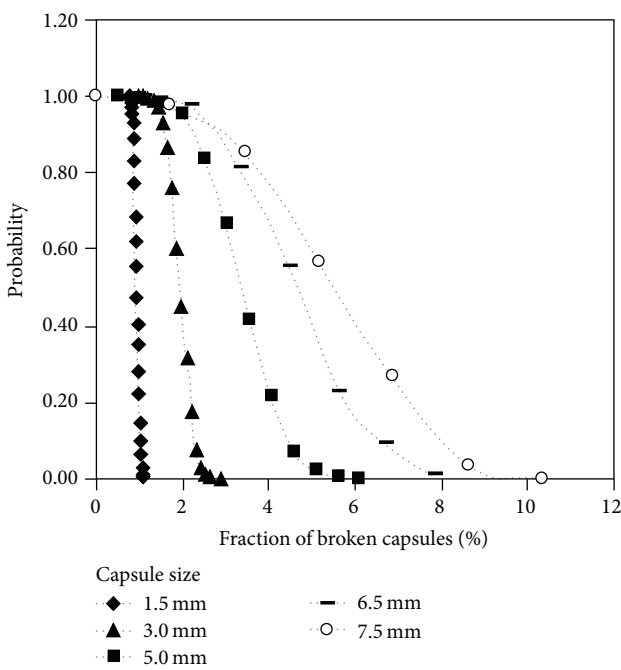 1.20
1.00
0.80
0.60
0.40
0.20
0.00
Probability
0 2 4 6 8 10 12
Fraction of broken capsules (%)
Capsule size
1.5 mm
3.0 mm
5.0 mm
6.5 mm
7.5 mm